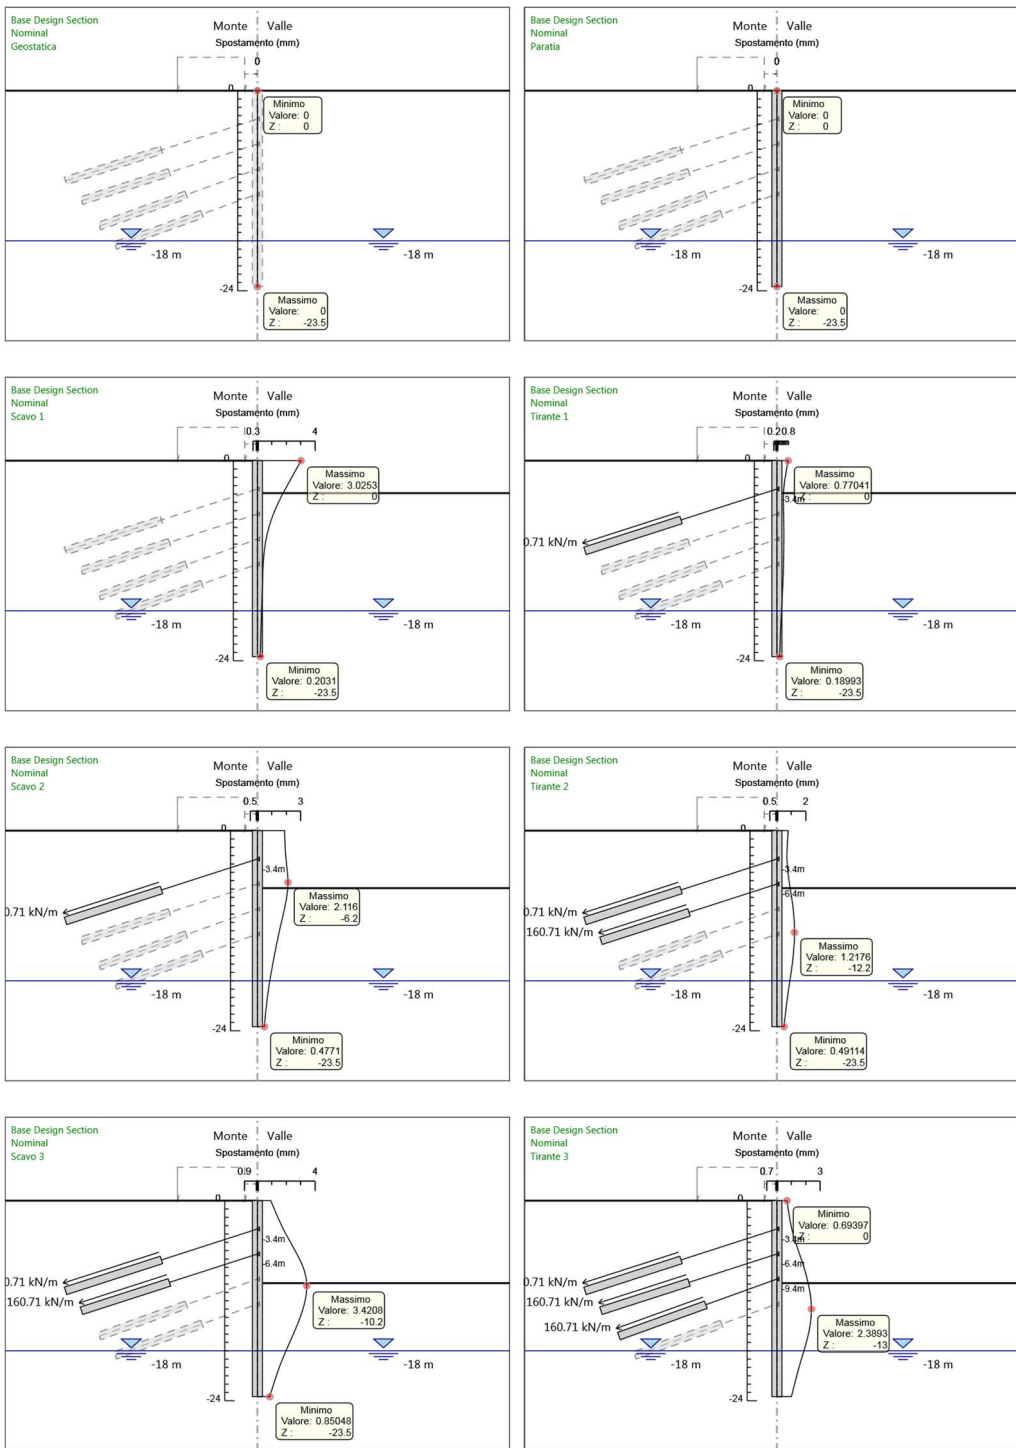 Base Design Section
Nominal
Geostatica
Monte Valle
Spostamento (mm)
0
0
Minimo
Valore: 0
Z : 0
-18 m
-18 m
-24
Massimo
Valore: 0
Z : -23.5
Base Design Section
Nominal
Paratia
Monte Valle
Spostamento (mm)
0
0
Minimo
Valore: 0
Z : 0
-18 m
-18 m
-24
Massimo
Valore: 0
Z : -23.5
Base Design Section
Nominal
Scavo 1
Monte Valle
Spostamento (mm)
0.3 4
0
Massimo
Valore: 3.0253
Z : 0
-18 m
-18 m
-24
Minimo
Valore: 0.2031
Z : -23.5
Base Design Section
Nominal
Tirante 1
Monte Valle
Spostamento (mm)
0.20.8
0
Massimo
Valore: 0.77041
Z : 0
-3.4m
0.71 kN/m
-18 m
-18 m
-24
Minimo
Valore: 0.18993
Z : -23.5
Base Design Section
Nominal
Scavo 2
Monte Valle
Spostamento (mm)
0.5 3
0
-3.4m
Massimo
Valore: 2.116
Z : -6.2
0.71 kN/m
-18 m
-18 m
-24
Minimo
Valore: 0.4771
Z : -23.5
Base Design Section
Nominal
Tirante 2
Monte Valle
Spostamento (mm)
0.5 2
0
-3.4m
-6.4m
0.71 kN/m
160.71 kN/m
Massimo
Valore: 1.2176
Z : -12.2
-18 m
-18 m
-24
Minimo
Valore: 0.49114
Z : -23.5
Base Design Section
Nominal
Scavo 3
Monte Valle
Spostamento (mm)
0.9 4
0
-3.4m
-6.4m
0.71 kN/m
160.71 kN/m
Massimo
Valore: 3.4208
Z : -10.2
-18 m
-18 m
-24
Minimo
Valore: 0.85048
Z : -23.5
Base Design Section
Nominal
Tirante 3
Monte Valle
Spostamento (mm)
0.7 3
0
Minimo
Valore: 0.69397
Z : 0
-3.4m
-6.4m
-9.4m
0.71 kN/m
160.71 kN/m
160.71 kN/m
Massimo
Valore: 2.3893
Z : -13
-18 m
-18 m
-24